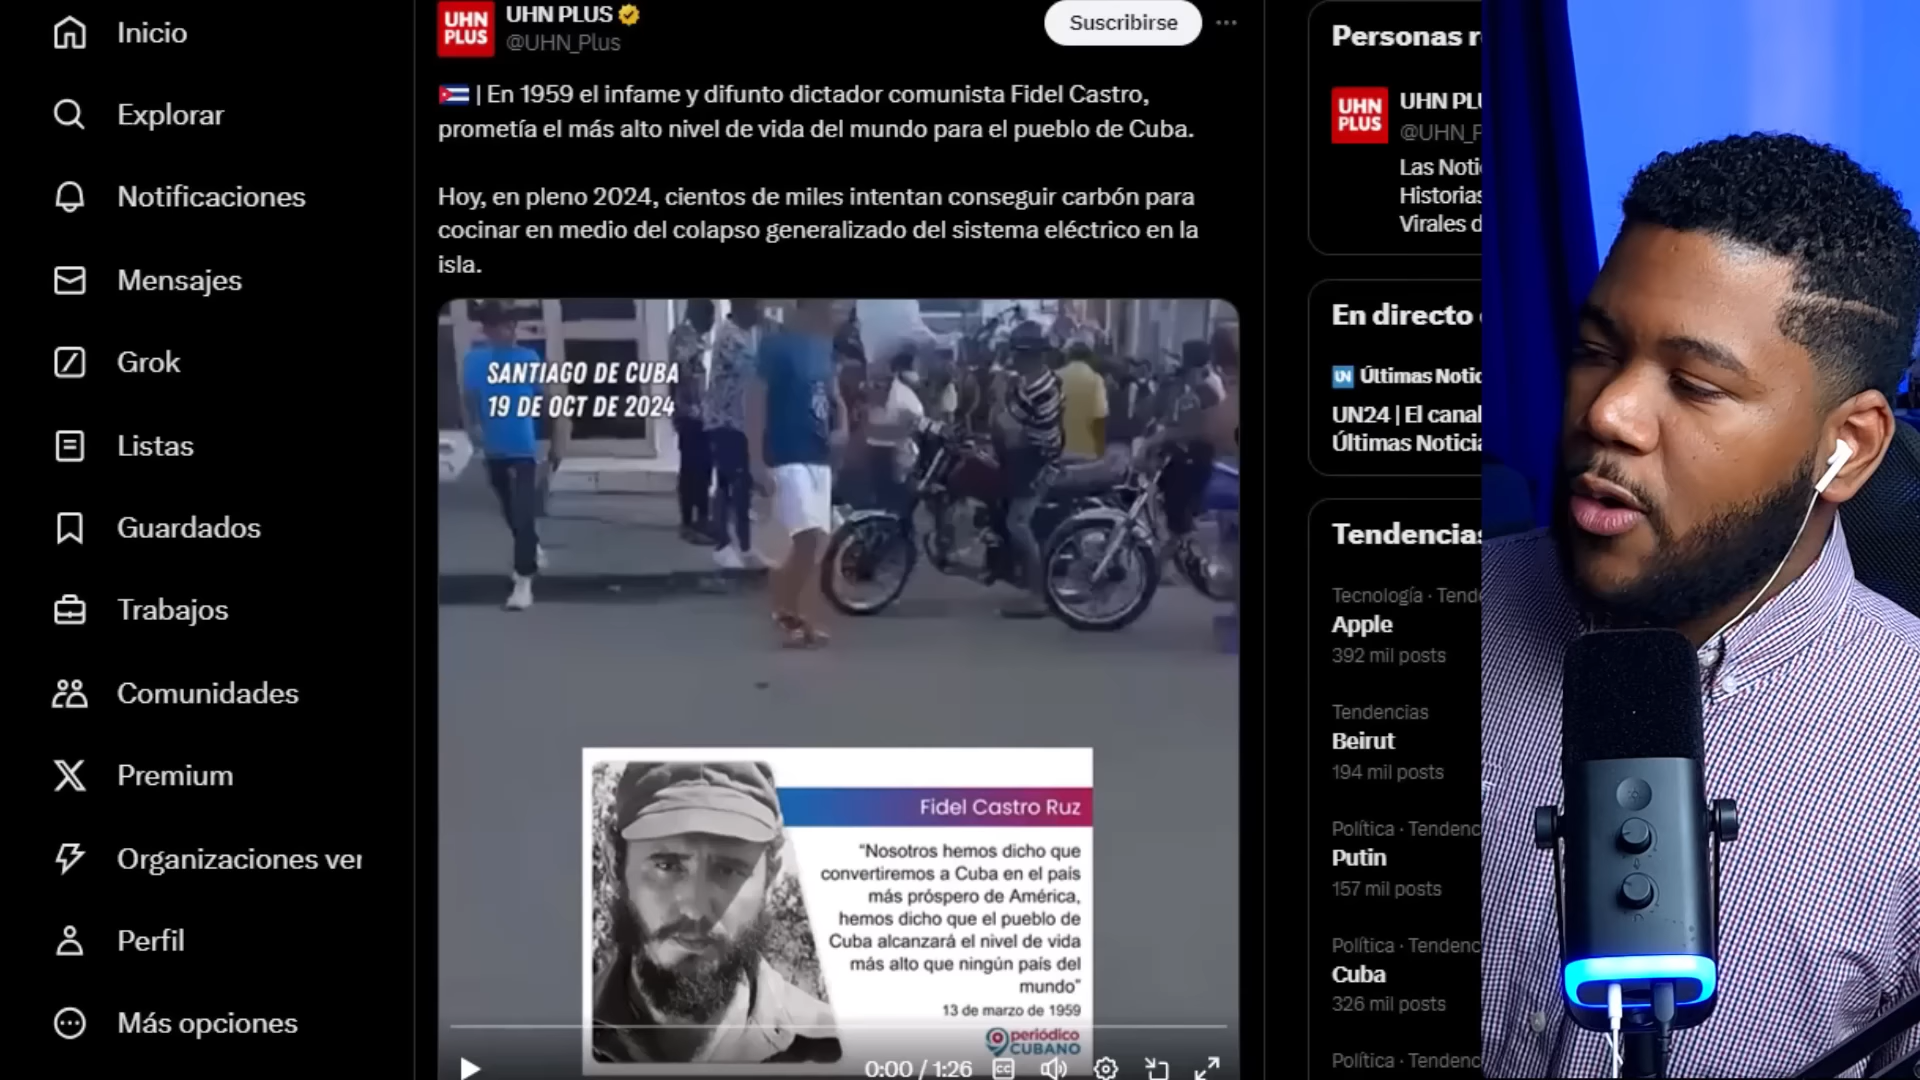 Inicio
Explorar
Notificaciones
Mensajes
Grok
Listas
Guardados
Trabajos
Comunidades
Premium
Organizaciones ver
Perfil
Más opciones
UHN PLUS
UHN PLUS
@UHN_Plus
Suscribirse
| En 1959 el infame y difunto dictador comunista Fidel Castro,
prometía el más alto nivel de vida del mundo para el pueblo de Cuba.
Hoy, en pleno 2024, cientos de miles intentan conseguir carbón para
cocinar en medio del colapso generalizado del sistema eléctrico en la
isla.
SANTIAGO DE CUBA
19 DE OCT DE 2024
Fidel Castro Ruz
“Nosotros hemos dicho que
convertiremos a Cuba en el país
más próspero de América,
hemos dicho que el pueblo de
Cuba alcanzará el nivel de vida
más alto que ningún país del
mundo”
13 de marzo de 1959
periódico
CUBANO
0:00 / 1:26
CC
Personas r
UHN PLUS
UHN PLU
@UHN_P
Las Noti
Historias
Virales d
En directo
UN Últimas Notic
UN24 | El canal
Últimas Noticia
Tendencias
Tecnología · Tende
Apple
392 mil posts
Tendencias
Beirut
194 mil posts
Política · Tendenc
Putin
157 mil posts
Política · Tendenc
Cuba
326 mil posts
Política · Tendenc